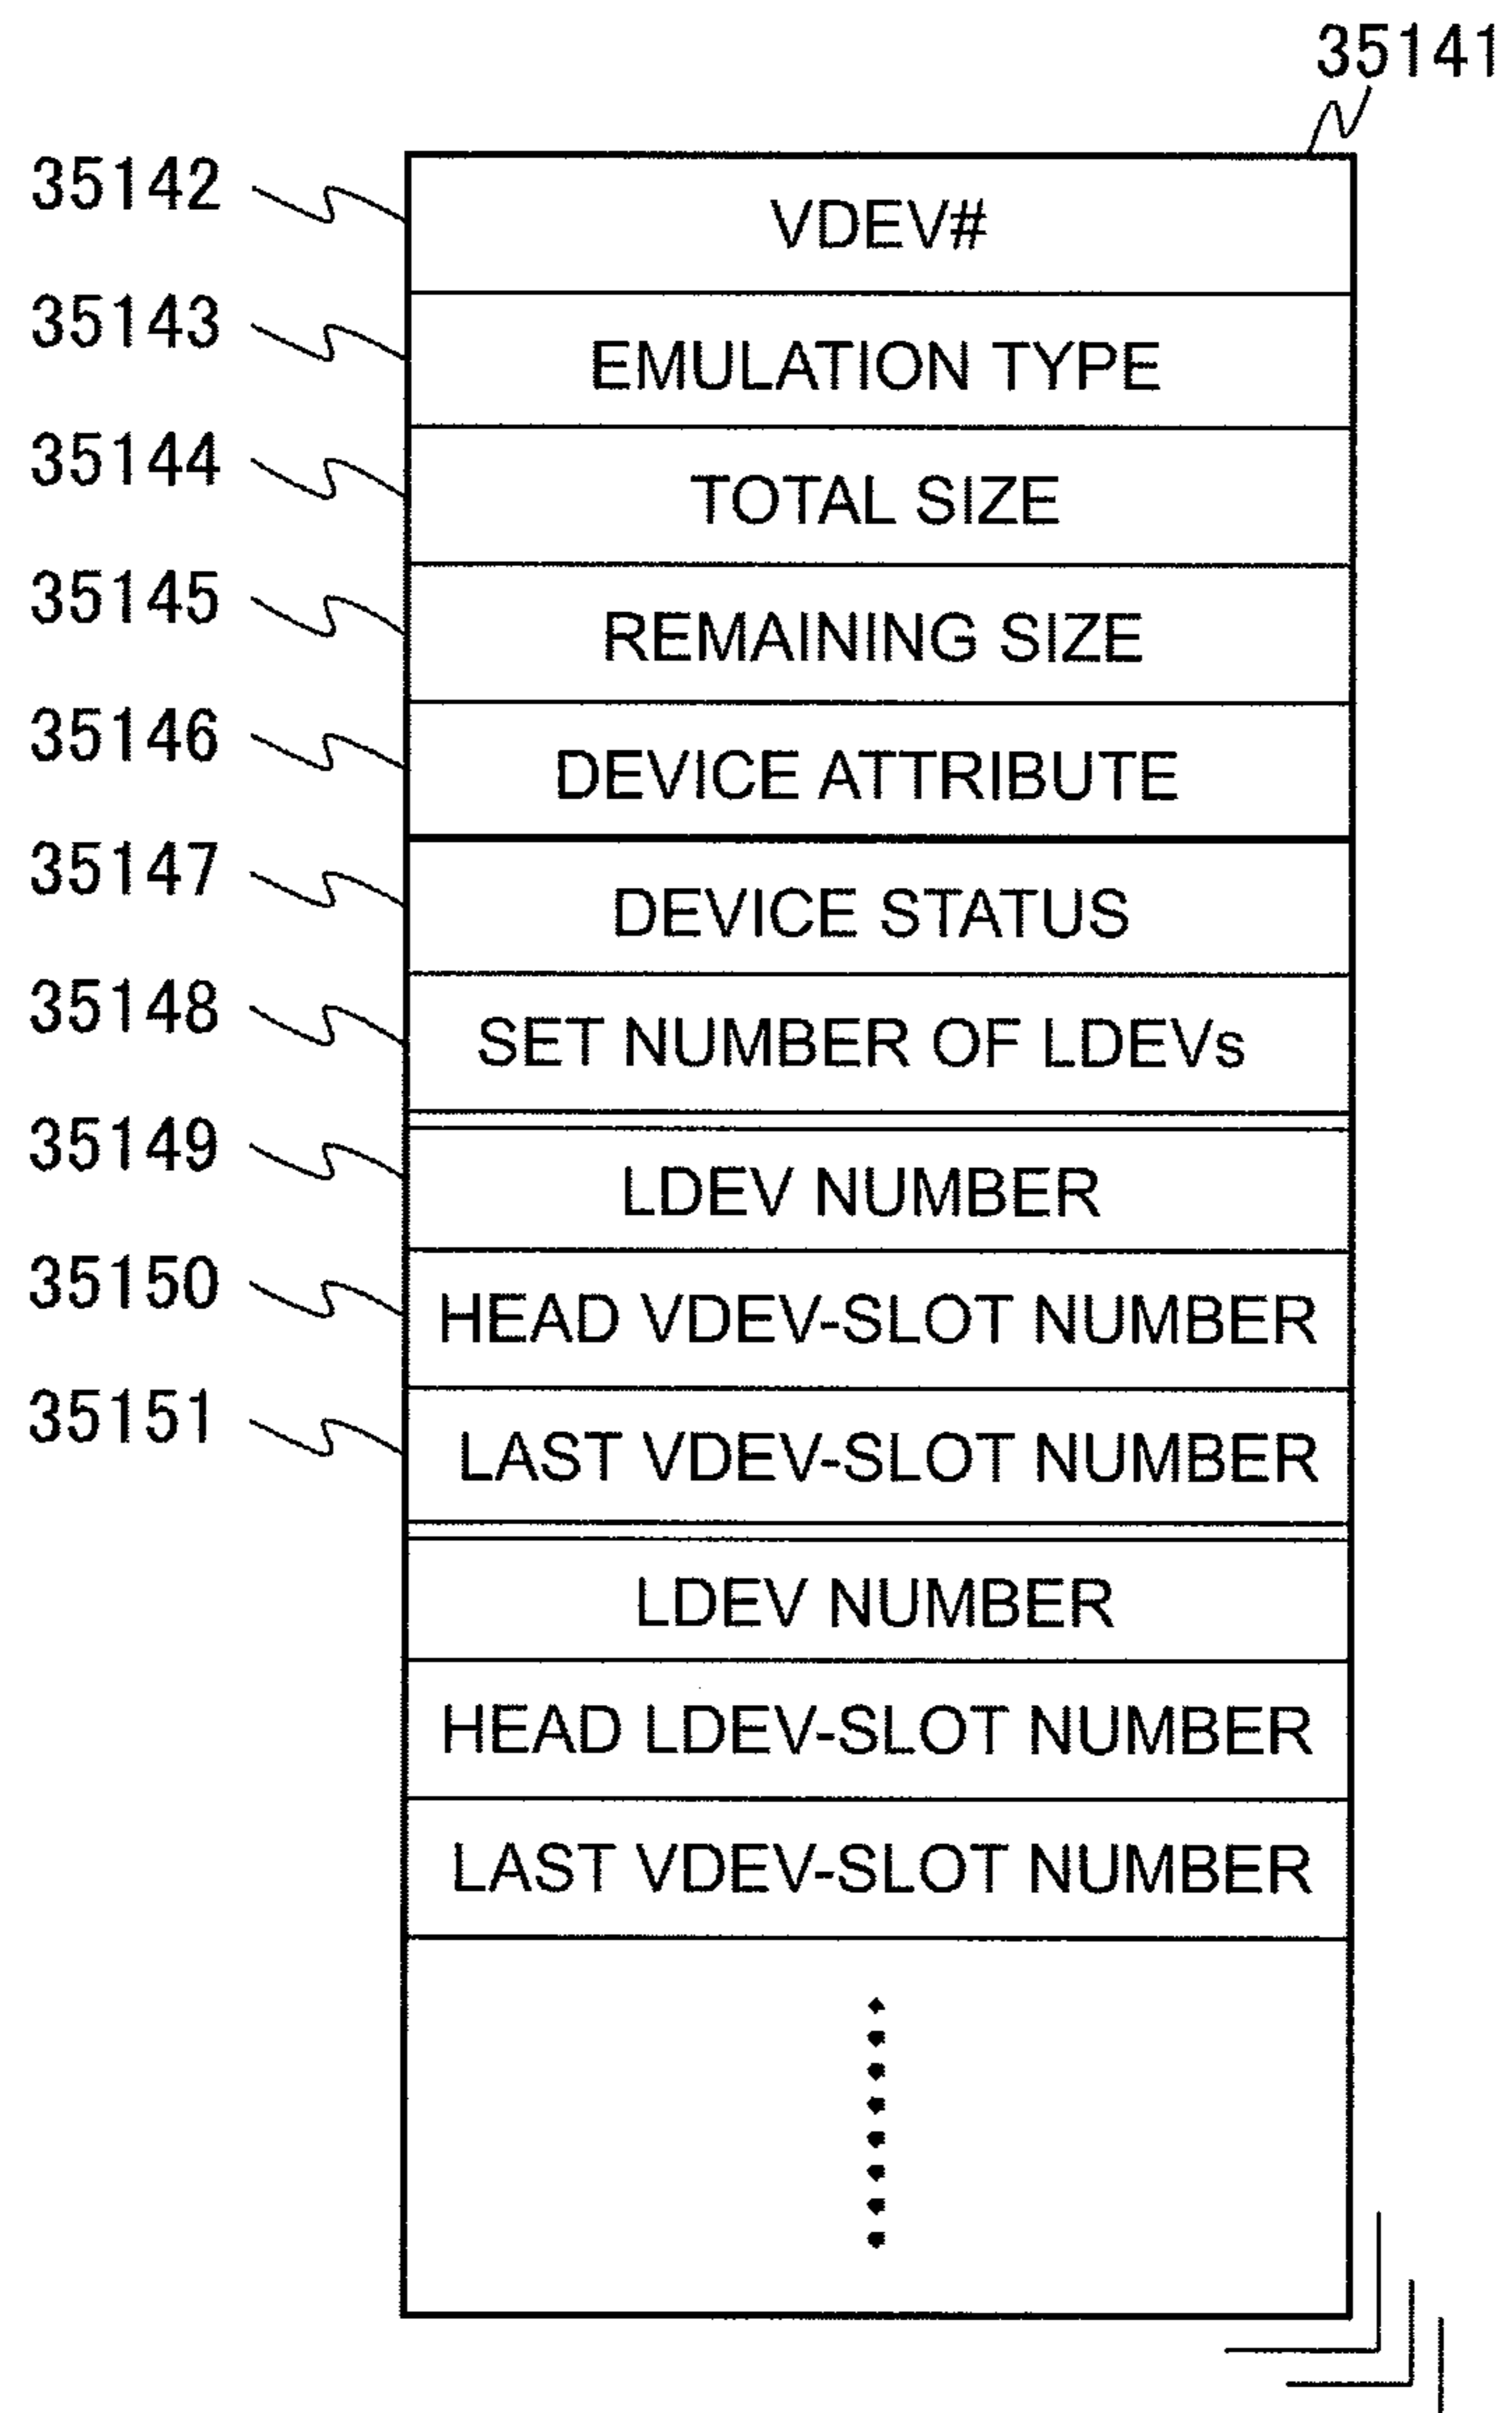 35141
35142 VDEV#
35143 EMULATION TYPE
35144 TOTAL SIZE
35145 REMAINING SIZE
35146 DEVICE ATTRIBUTE
35147 DEVICE STATUS
35148 SET NUMBER OF LDEVs
35149 LDEV NUMBER
35150 HEAD VDEV-SLOT NUMBER
35151 LAST VDEV-SLOT NUMBER
LDEV NUMBER
HEAD LDEV-SLOT NUMBER
LAST VDEV-SLOT NUMBER